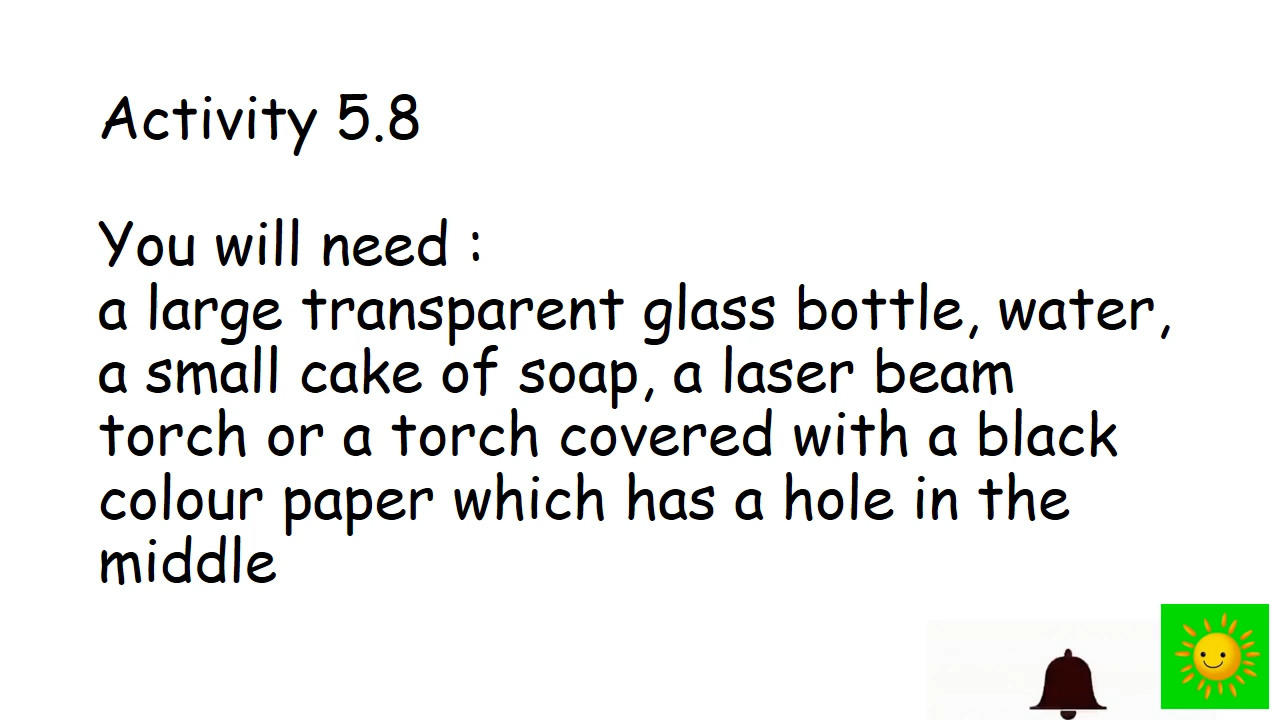 Activity 5.8
You will need :
a large transparent glass bottle, water,
a small cake of soap, a laser beam
torch or a torch covered with a black
colour paper which has a hole in the
middle